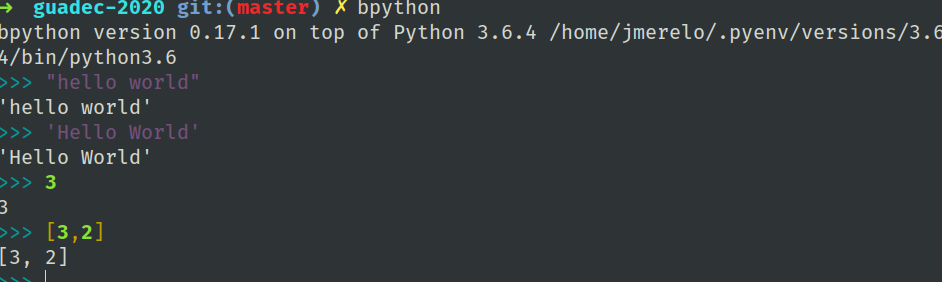 ➜ guadec-2020 git:(master) ✗ bpython
bpython version 0.17.1 on top of Python 3.6.4 /home/jmerelo/.pyenv/versions/3.6
4/bin/python3.6
>>> "hello world"
'hello world'
>>> 'Hello World'
'Hello World'
>>> 3
3
>>> [3,2]
[3, 2]
>>>